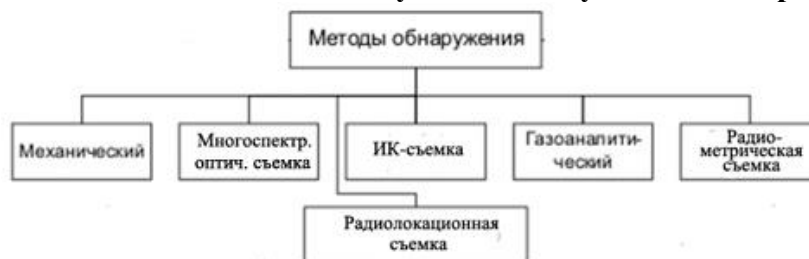 Методы обнаружения
Механический
Многоспектр.
оптич. съемка
ИК-съемка
Газоаналити-
ческий
Радио-
метрическая
съемка
Радиолокационная
съемка